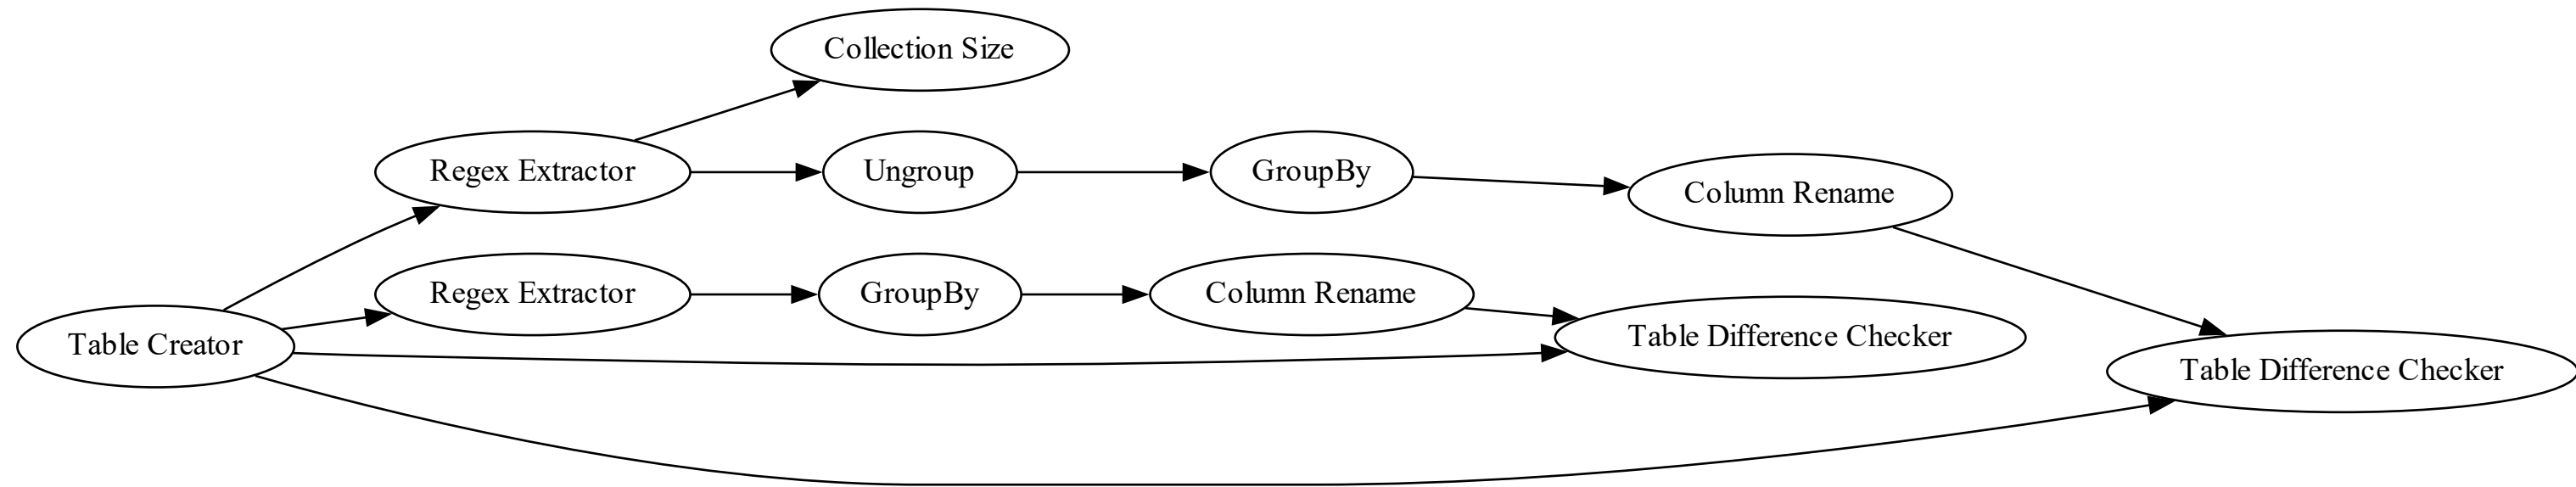 Collection Size
Regex Extractor
Ungroup
GroupBy
Column Rename
Regex Extractor
GroupBy
Column Rename
Table Creator
Table Difference Checker
Table Difference Checker